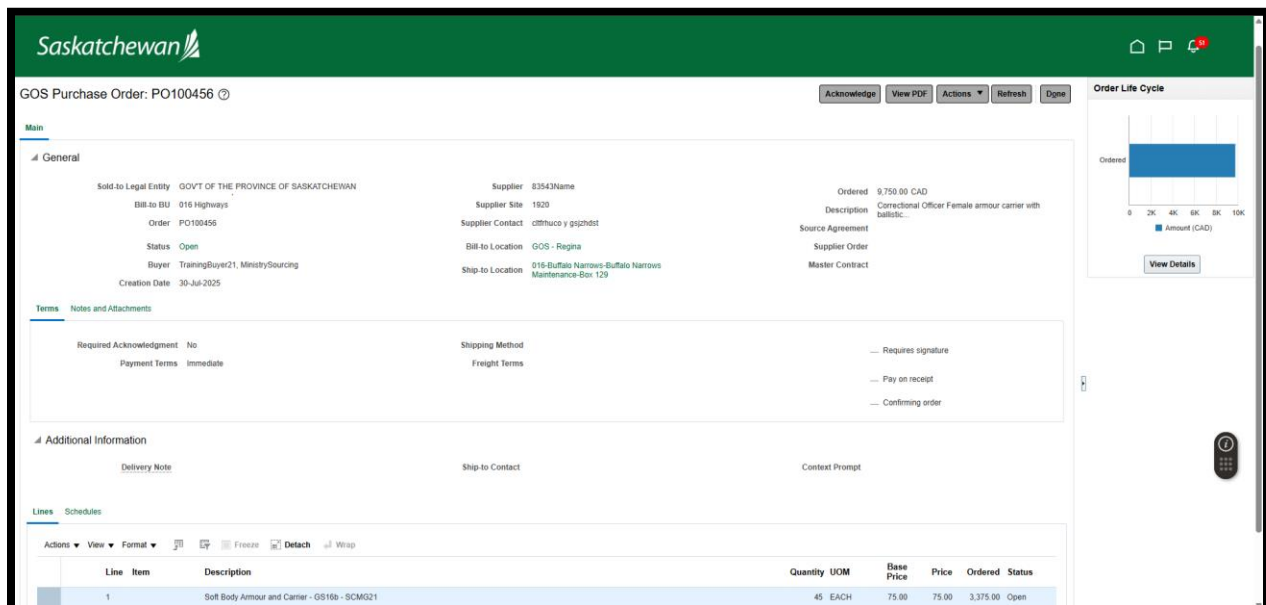 Saskatchewan
51
GOS Purchase Order: PO100456
Acknowledge View PDF Actions Refresh Done
Order Life Cycle
Main
General
Sold-to Legal Entity GOV'T OF THE PROVINCE OF SASKATCHEWAN
Bill-to BU 016 Highways
Order PO100456
Status Open
Buyer TrainingBuyer21, MinistrySourcing
Creation Date 30-Jul-2025
Supplier 83543Name
Supplier Site 1920
Supplier Contact
Bill-to Location GOS - Regina
Ship-to Location 016-Buffalo Narrows-Buffalo Narrows
Maintenance-Box 129
Ordered 9,750.00 CAD
Description Correctional Officer Female armour carrier with
ballistic...
Source Agreement
Supplier Order
Master Contract
Ordered
0 2K 4K 6K 8K 10K
Amount (CAD)
View Details
Terms Notes and Attachments
Required Acknowledgment No
Payment Terms Immediate
Shipping Method
Freight Terms
Requires signature
Pay on receipt
Confirming order
Additional Information
Delivery Note Ship-to Contact Context Prompt
Lines Schedules
Actions View Format Freeze Detach Wrap
Line Item Description Quantity UOM Base Price Price Ordered Status
1 Soft Body Armour and Carrier - GS16b - SCMG21 45 EACH 75.00 75.00 3,375.00 Open